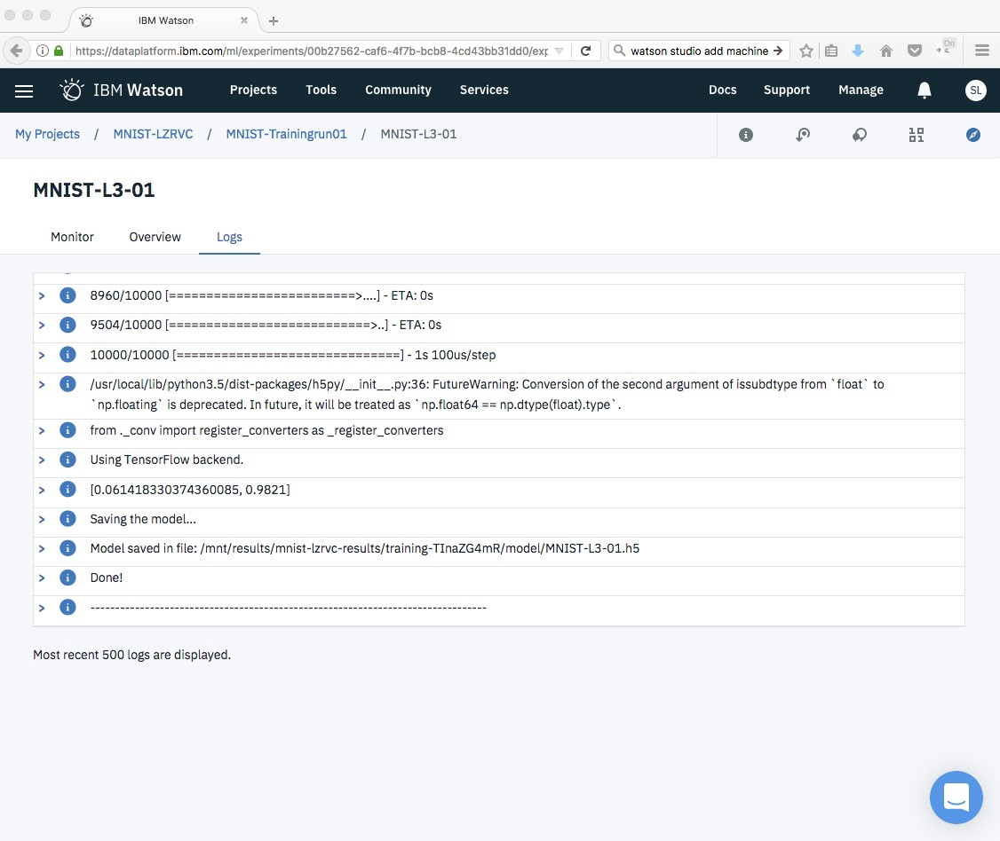 IBM Watson
https://dataplatform.ibm.com/ml/experiments/00b27562-caf6-4f7b-bcb8-4cd43bb31dd0/exp
watson studio add machine
On
IBM Watson
Projects
Tools
Community
Services
Docs
Support
Manage
SL
My Projects / MNIST-LZRVC / MNIST-Trainingrun01 / MNIST-L3-01
MNIST-L3-01
Monitor
Overview
Logs
> 8960/10000 [=========================>....] - ETA: 0s
> 9504/10000 [===========================>..] - ETA: 0s
> 10000/10000 [==============================] - 1s 100us/step
> /usr/local/lib/python3.5/dist-packages/h5py/__init__.py:36: FutureWarning: Conversion of the second argument of issubdtype from `float` to
`np.floating` is deprecated. In future, it will be treated as `np.float64 == np.dtype(float).type`.
> from ._conv import register_converters as _register_converters
> Using TensorFlow backend.
> [0.061418330374360085, 0.9821]
> Saving the model...
> Model saved in file: /mnt/results/mnist-lzrvc-results/training-TInaZG4mR/model/MNIST-L3-01.h5
> Done!
> --------------------------------------------------------------------------------
Most recent 500 logs are displayed.